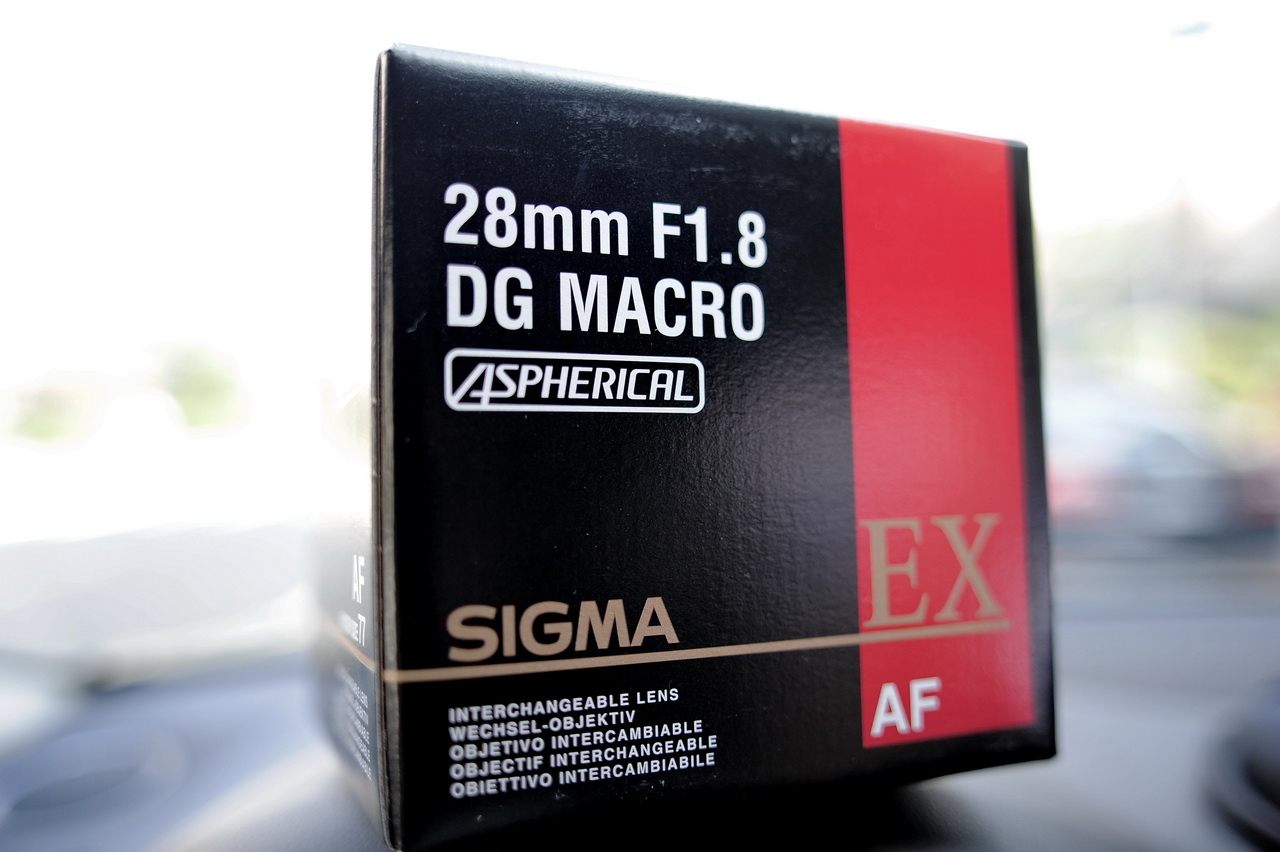 28mm F1.8
DG MACRO
ASPHERICAL
SIGMA
EX
INTERCHANGEABLE LENS
WECHSEL-OBJEKTIV
OBJETIVO INTERCAMBIABLE
OBJECTIF INTERCHANGEABLE
OBIETTIVO INTERCAMBIABILE
AF
AF
77